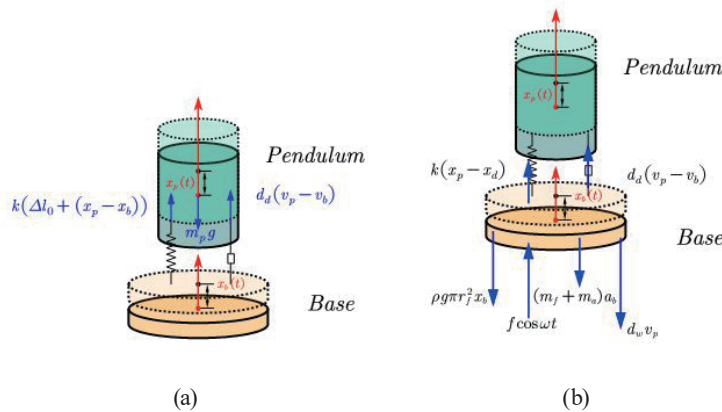 Pendulum
x_p(t)
k(Δl_0 + (x_p − x_b))
d_d(v_p − v_b)
m_p g
x_b(t)
Base
(a)
Pendulum
x_p(t)
k(x_p − x_d)
d_d(v_p − v_b)
x_b(t)
Base
ρgπr_f^2 x_b
(m_f + m_a)a_b
f cos ωt
d_w v_p
(b)